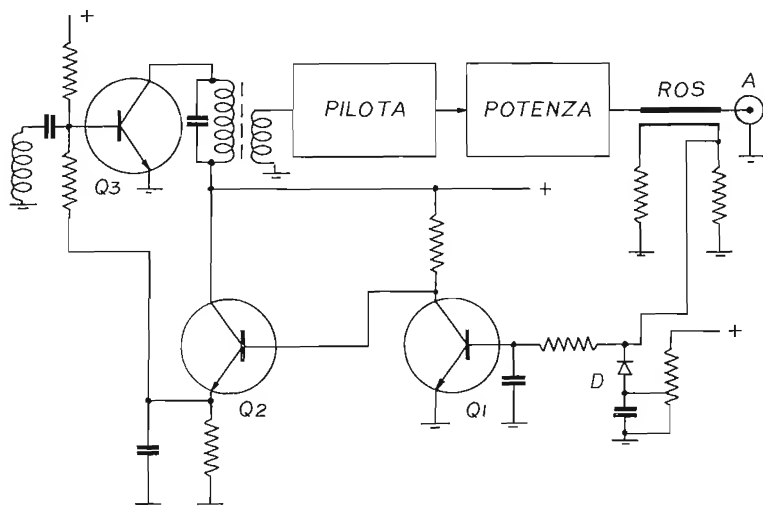 +
ROS
A
PILOTA
POTENZA
Q3
+
+
D
Q2
Q1